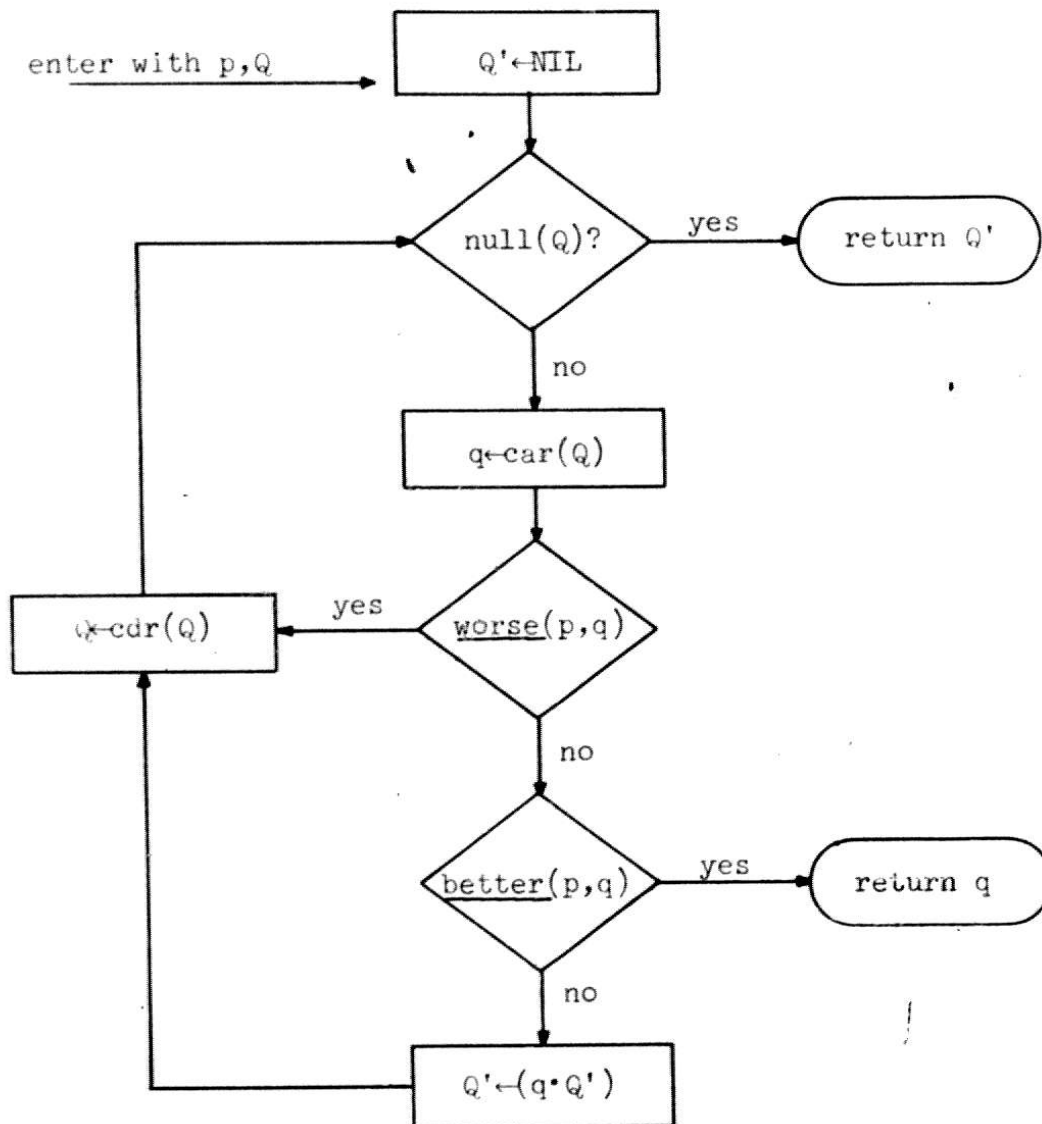 enter with p,Q
Q'←NIL
null(Q)?
yes
return Q'
no
q←car(Q)
worse(p,q)
yes
Q←cdr(Q)
no
better(p,q)
yes
return q
no
Q'←(q·Q')